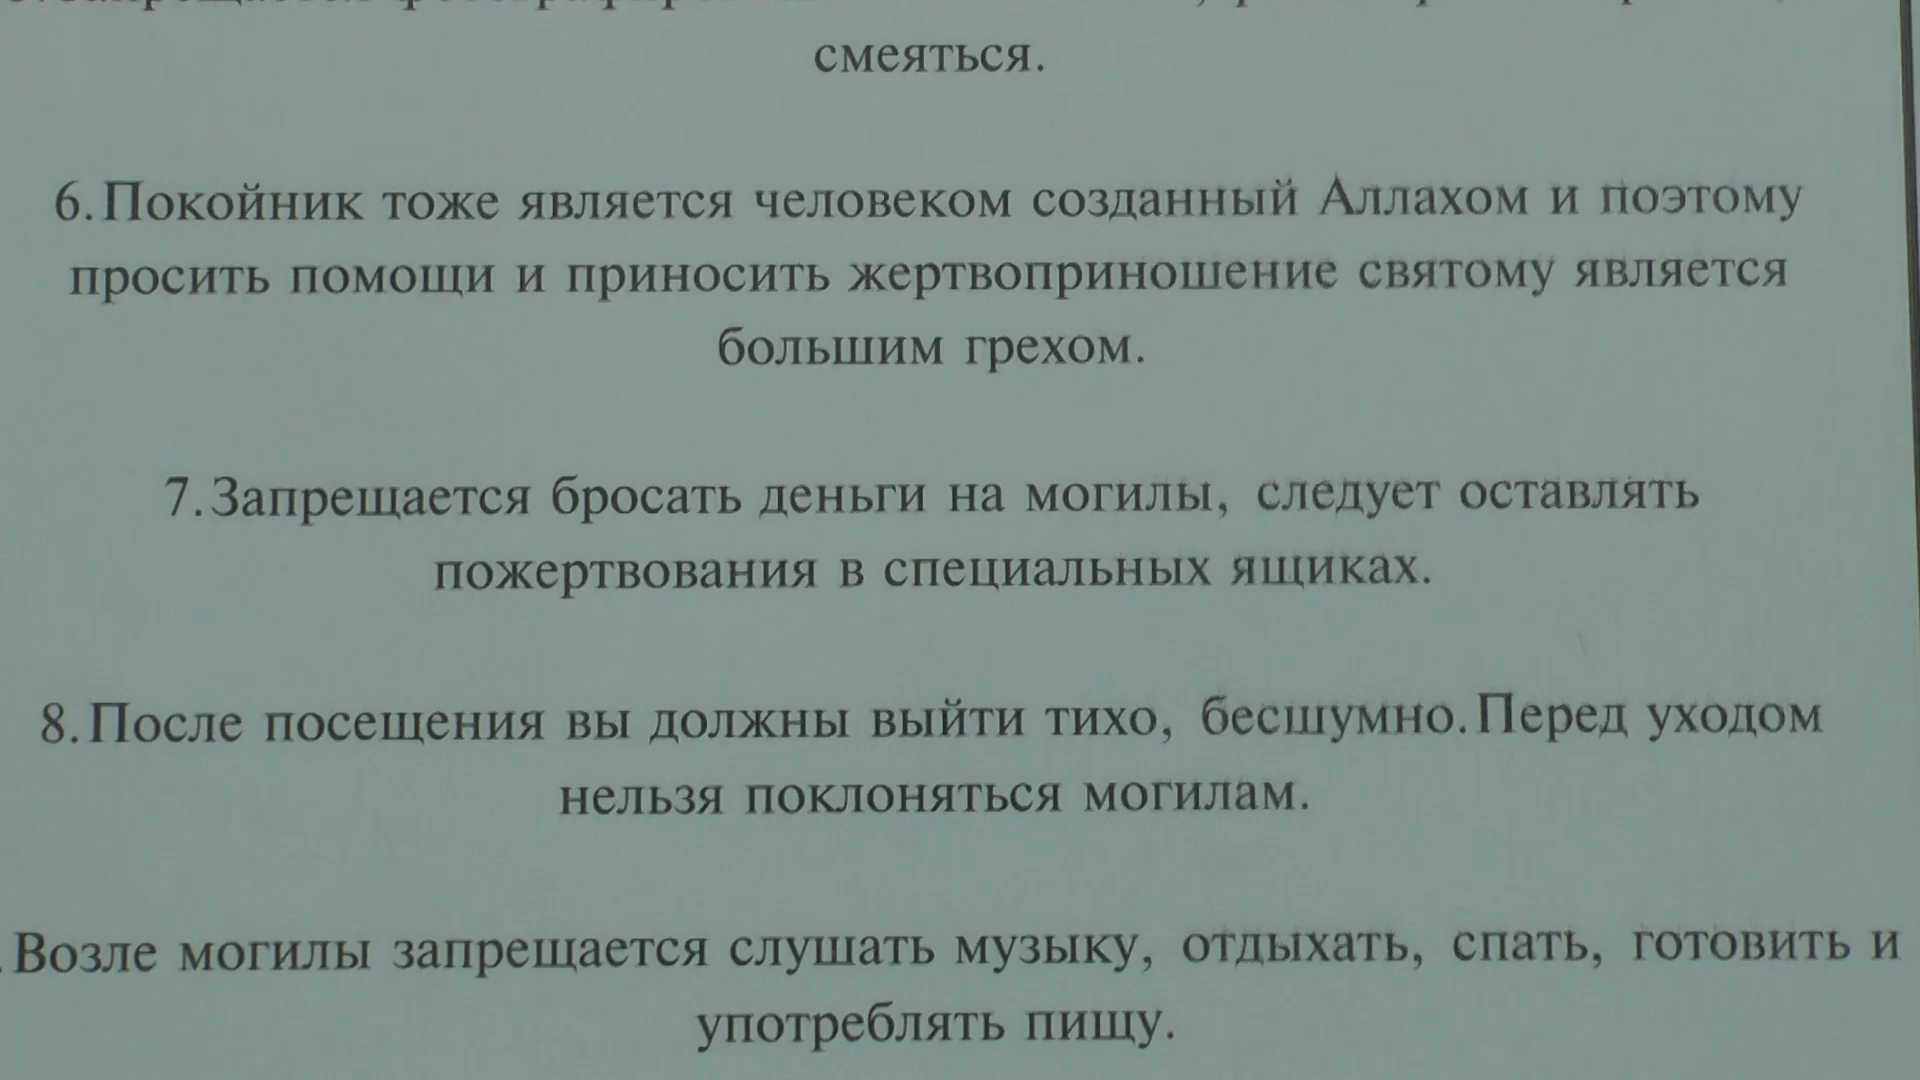 смеяться.
6.Покойник тоже является человеком созданный Аллахом и поэтому
просить помощи и приносить жертвоприношение святому является
большим грехом.
7.Запрещается бросать деньги на могилы, следует оставлять
пожертвования в специальных ящиках.
8.После посещения вы должны выйти тихо, бесшумно.Перед уходом
нельзя поклоняться могилам.
.Возле могилы запрещается слушать музыку, отдыхать, спать, готовить и
употреблять пищу.